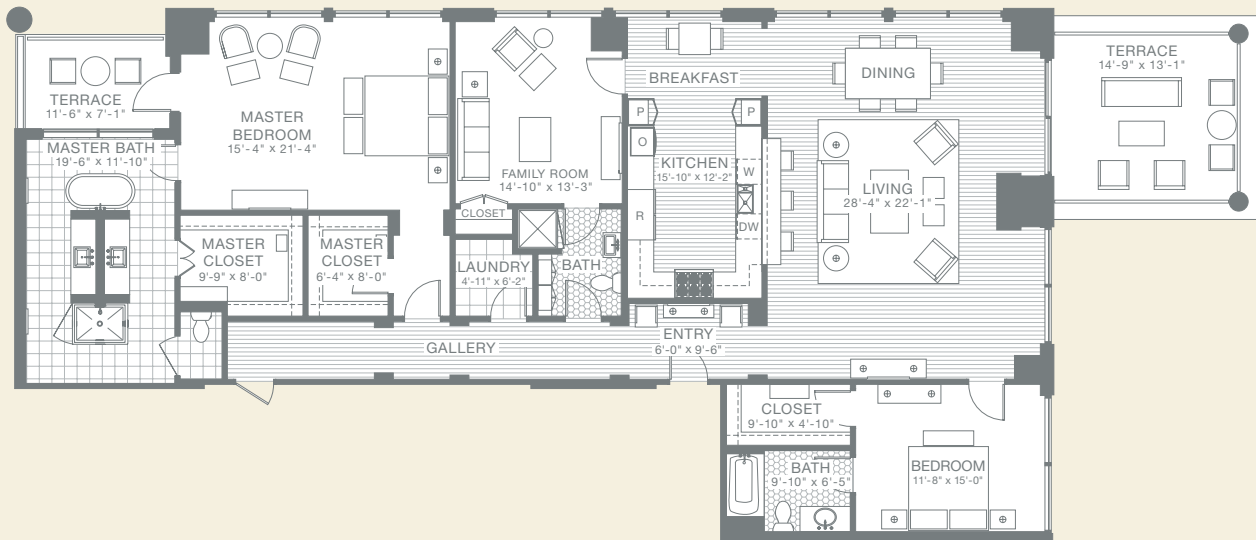 TERRACE
11'-6" x 7'-1"
MASTER
BEDROOM
15'-4" x 21'-4"
MASTER BATH
19'-6" x 11'-10"
MASTER
CLOSET
9'-9" x 8'-0"
MASTER
CLOSET
6'-4" x 8'-0"
FAMILY ROOM
14'-10" x 13'-3"
CLOSET
LAUNDRY
4'-11" x 6'-2"
BATH
BREAKFAST
P
P
O
KITCHEN
15'-10" x 12'-2"
W
R
DW
DINING
LIVING
28'-4" x 22'-1"
TERRACE
14'-9" x 13'-1"
GALLERY
ENTRY
6'-0" x 9'-6"
CLOSET
9'-10" x 4'-10"
BATH
9'-10" x 6'-5"
BEDROOM
11'-8" x 15'-0"